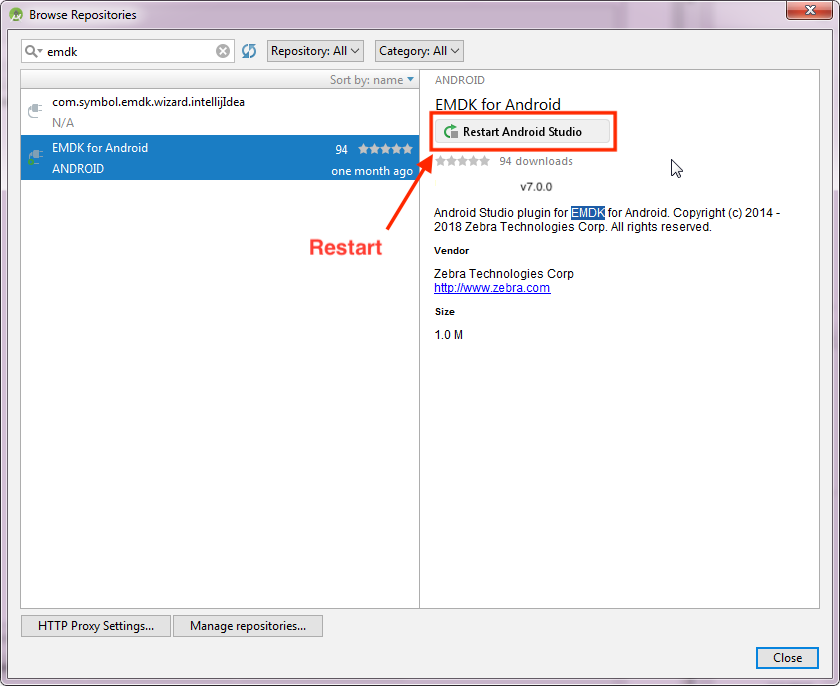 Browse Repositories
emdk
Repository: All
Category: All
Sort by: name
com.symbol.emdk.wizard.intellijIdea
N/A
EMDK for Android 94
ANDROID one month ago
ANDROID
EMDK for Android
Restart Android Studio
94 downloads
v7.0.0
Android Studio plugin for EMDK for Android. Copyright (c) 2014 -
2018 Zebra Technologies Corp. All rights reserved.
Vendor
Zebra Technologies Corp
http://www.zebra.com
Size
1.0 M
Restart
HTTP Proxy Settings...
Manage repositories...
Close